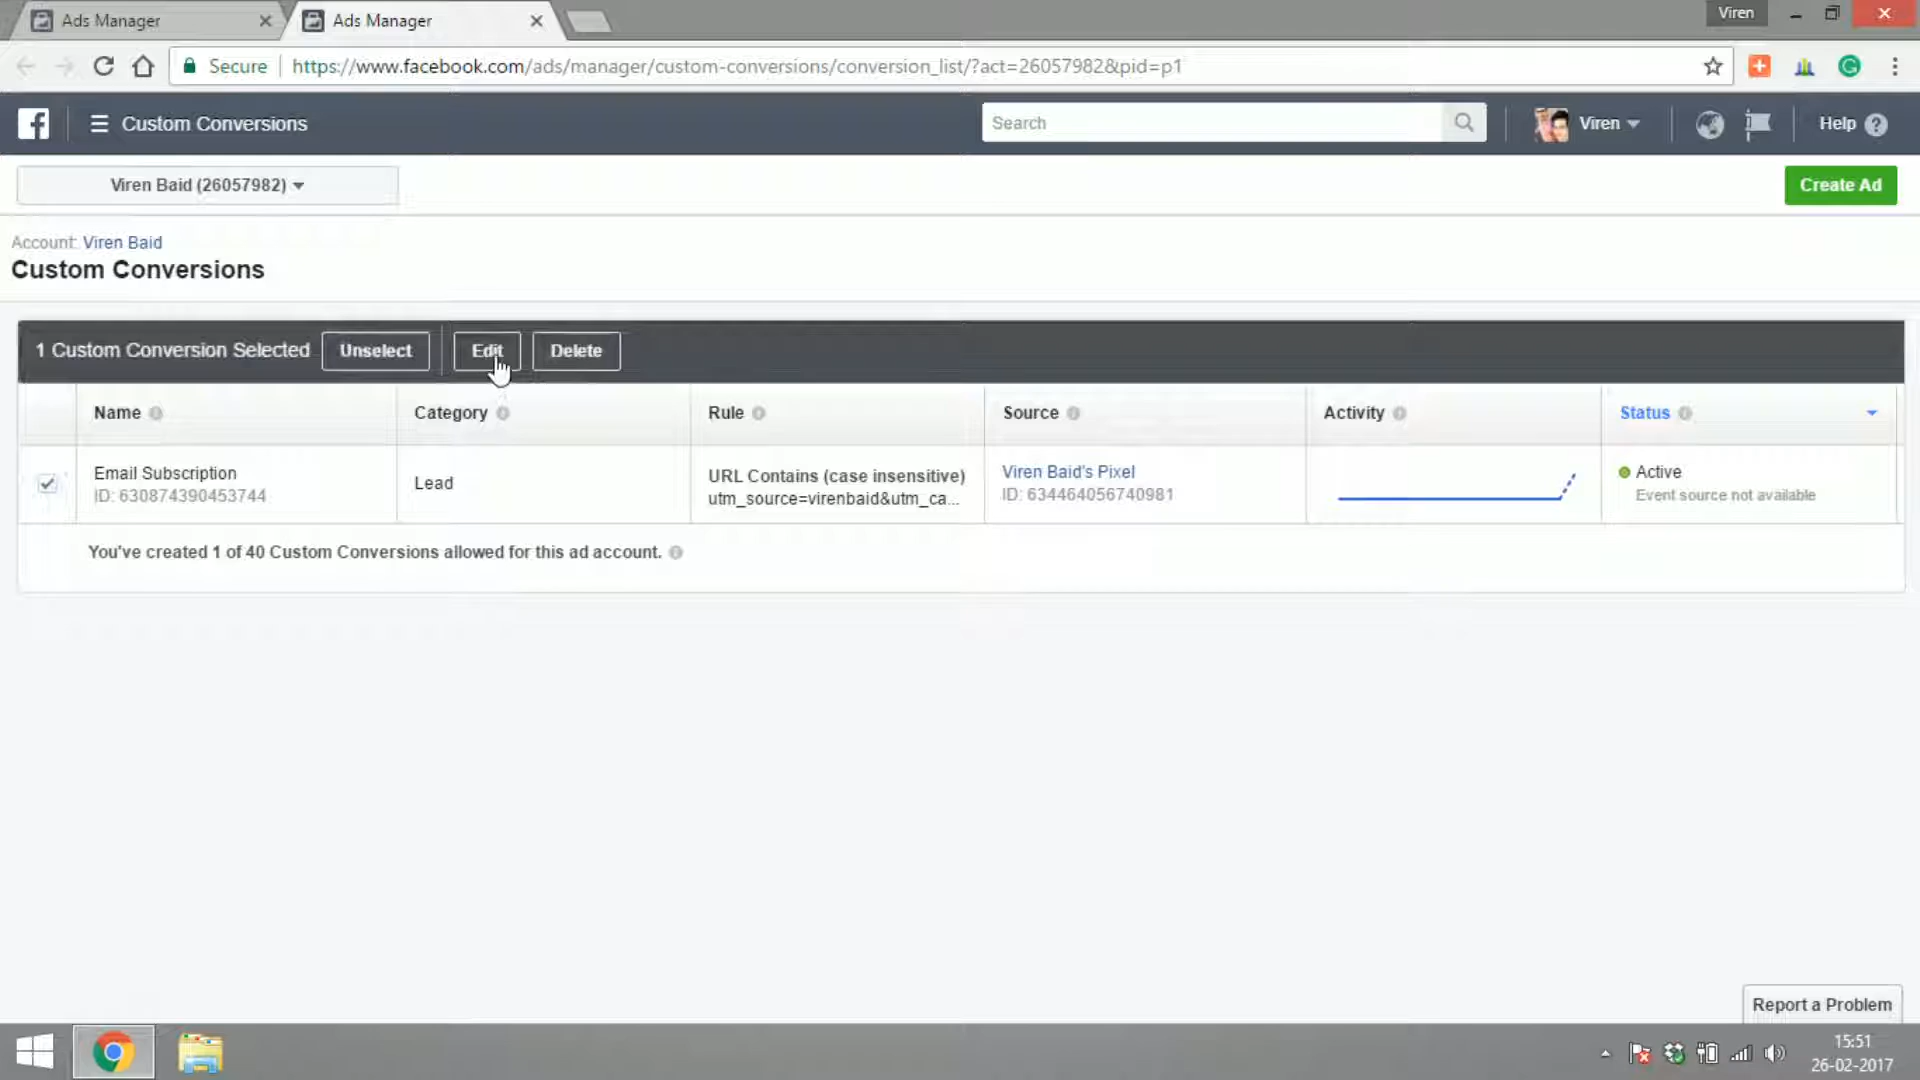 Ads Manager
Ads Manager
Viren
Secure
https://www.facebook.com/ads/manager/custom-conversions/conversion_list/?act=26057982&pid=p1
Custom Conversions
Search
Viren
Help
Viren Baid (26057982)
Create Ad
Account: Viren Baid
Custom Conversions
1 Custom Conversion Selected
Unselect
Edit
Delete
Name
Category
Rule
Source
Activity
Status
Email Subscription
ID: 630874390453744
Lead
URL Contains (case insensitive)
utm_source=virenbaid&utm_ca...
Viren Baid's Pixel
ID: 634464056740981
Active
Event source not available
You've created 1 of 40 Custom Conversions allowed for this ad account.
Report a Problem
15:51
26-02-2017